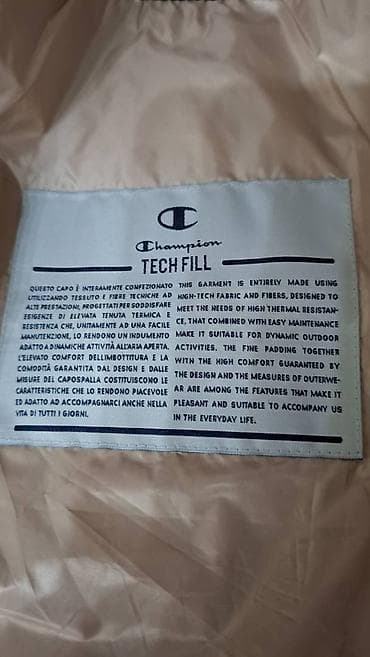 Champion
TECH FILL
QUESTO CAPO È INTERAMENTE CONFEZIONATO
UTILIZZANDO TESSUTO E FIBRE TECNICHE AD
ALTE PRESTAZIONI, PROGETTATI PER SODDISFARE
ESIGENZE DI ELEVATA TENUTA TERMICA E
RESISTENZA CHE, UNITAMENTE AD UNA FACILE
MANUTENZIONE, LO RENDONO UN INDUMENTO
ADATTO A DINAMICHE ATTIVITÀ ALL'ARIA APERTA.
L'ELEVATO COMFORT DELL'IMBOTTITURA E LA
COMODITÀ GARANTITA DAL DESIGN E DALLE
MISURE DEL CAPOSPALLA COSTITUISCONO LE
CARATTERISTICHE CHE LO RENDONO PIACEVOLE
ED ADATTO AD ACCOMPAGNARCI ANCHE NELLA
VITA DI TUTTI I GIORNI.
THIS GARMENT IS ENTIRELY MADE USING
HIGH-TECH FABRIC AND FIBERS, DESIGNED TO
MEET THE NEEDS OF HIGH THERMAL RESISTAN-
CE, THAT COMBINED WITH EASY MAINTENANCE
MAKE IT SUITABLE FOR DYNAMIC OUTDOOR
ACTIVITIES. THE FINE PADDING TOGETHER
WITH THE HIGH COMFORT GUARANTEED BY
THE DESIGN AND THE MEASURES OF OUTERWE-
AR ARE AMONG THE FEATURES THAT MAKE IT
PLEASANT AND SUITABLE TO ACCOMPANY US
IN THE EVERYDAY LIFE.